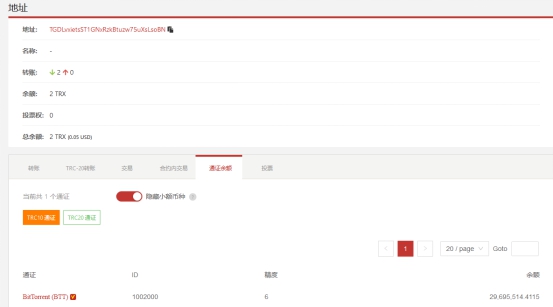 地址
地址: TGDLxvietsST1GNxRzkBtuzw75uXsLsoBN
名称: -
转账: 2 0
余额: 2 TRX
投票权: 0
总余额: 2 TRX (0.05 USD)
转账 TRC-20转账 交易 合约内交易 通证余额 投票
当前共 1 个通证 隐藏小额币种
TRC10 通证 TRC20 通证
1 20 / page Goto
通证 ID 精度 余额
BitTorrent (BTT) 1002000 6 29,695,514.4115